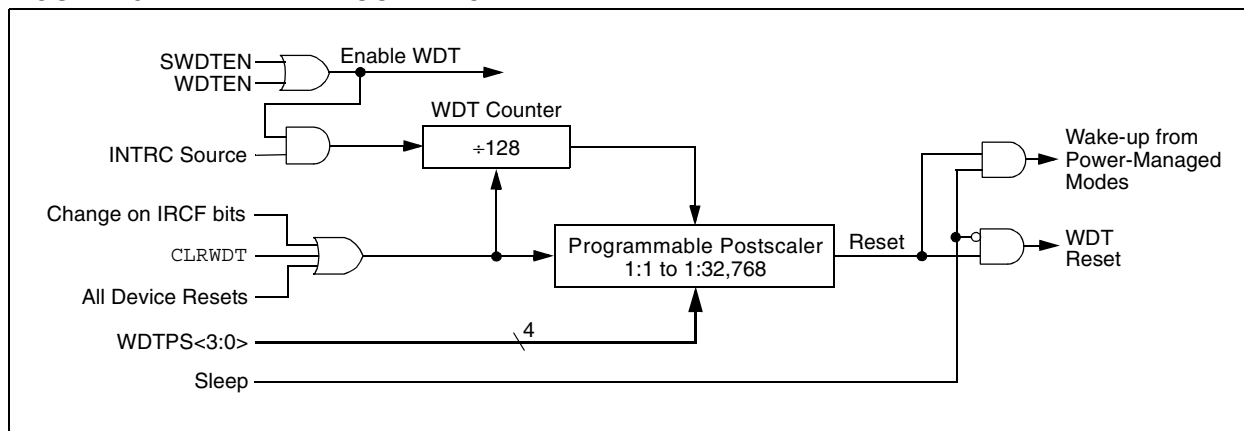 SWDTEN
WDTEN
Enable WDT
WDT Counter
÷128
INTRC Source
Wake-up from
Power-Managed
Modes
Change on IRCF bits
CLRWDT
All Device Resets
Programmable Postscaler
1:1 to 1:32,768
Reset
WDT
Reset
WDTPS<3:0>
4
Sleep